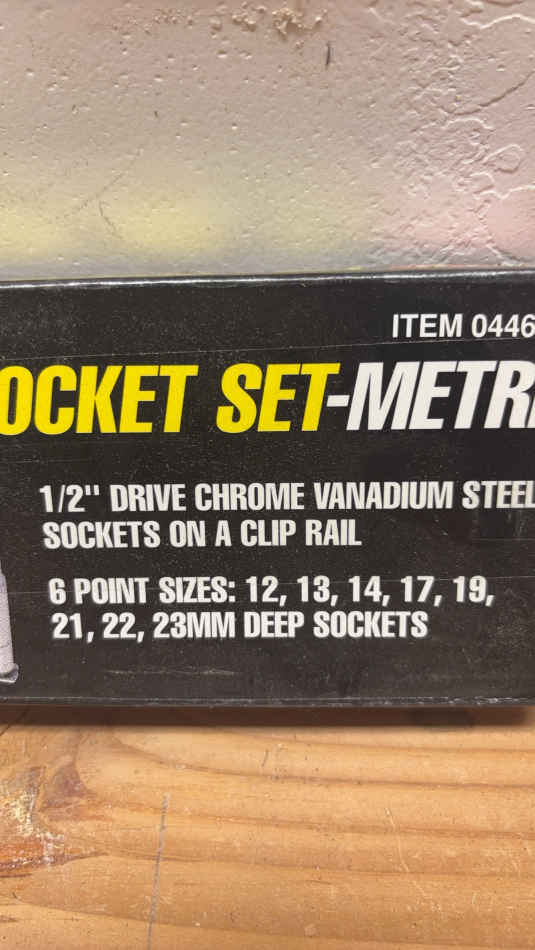 ITEM 0446
OCKET SET-METR
1/2" DRIVE CHROME VANADIUM STEEL
SOCKETS ON A CLIP RAIL
6 POINT SIZES: 12, 13, 14, 17, 19,
21, 22, 23MM DEEP SOCKETS